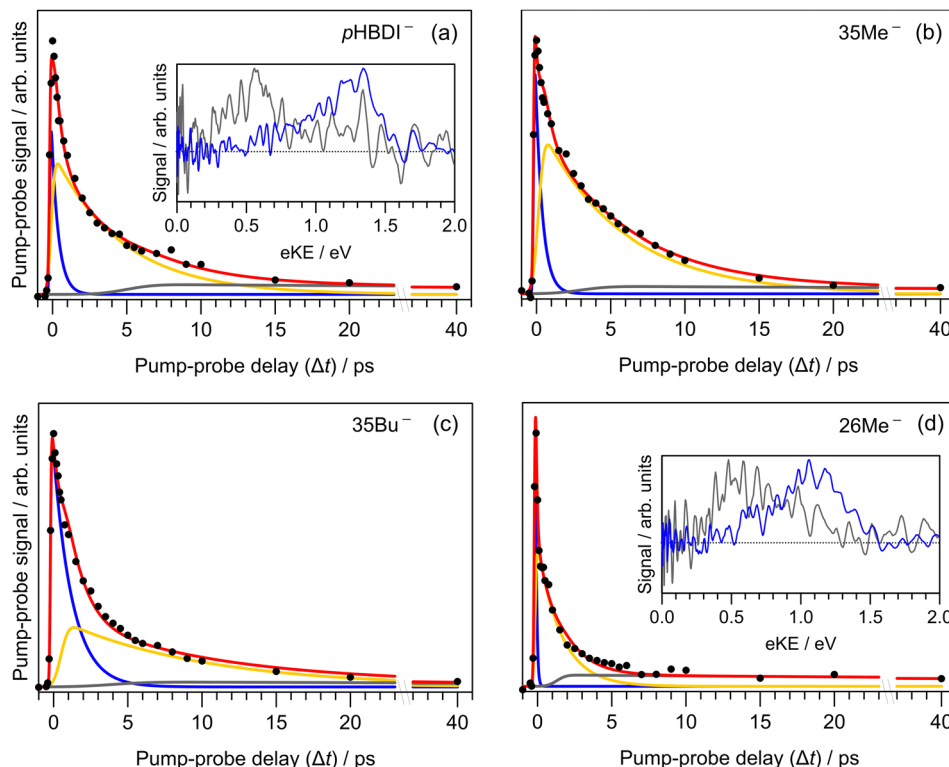 pHBDI⁻ (a)
Pump-probe signal / arb. units
Signal / arb. units
0.0 0.5 1.0 1.5 2.0
eKE / eV
0 5 10 15 20 40
Pump-probe delay (Δt) / ps
35Me⁻ (b)
0 5 10 15 20 40
Pump-probe delay (Δt) / ps
35Bu⁻ (c)
Pump-probe signal / arb. units
0 5 10 15 20 40
Pump-probe delay (Δt) / ps
26Me⁻ (d)
Signal / arb. units
0.0 0.5 1.0 1.5 2.0
eKE / eV
0 5 10 15 20 40
Pump-probe delay (Δt) / ps